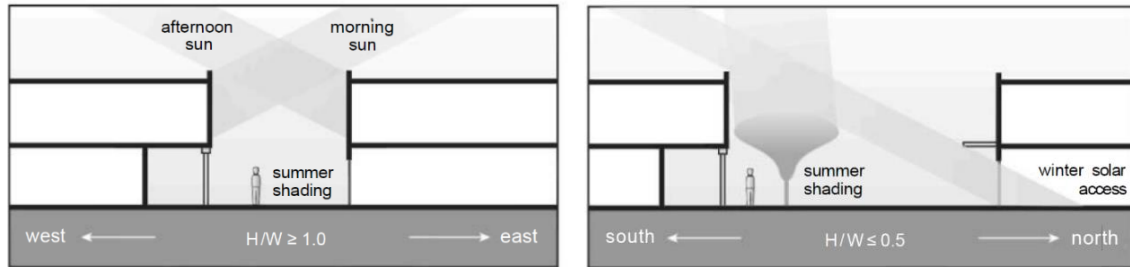 afternoon
sun
morning
sun
summer
shading
west
H/W ≥ 1.0
east
summer
shading
winter solar
access
south
H/W ≤ 0.5
north